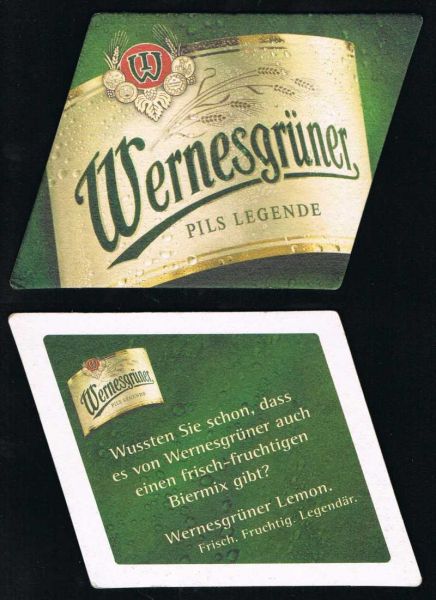 W
Wernesgrüner
PILS LEGENDE
Wernesgrüner
PILS LEGENDE
Wussten Sie schon, dass
es von Wernesgrüner auch
einen frisch-fruchtigen
Biermix gibt?
Wernesgrüner Lemon.
Frisch. Fruchtig. Legendär.